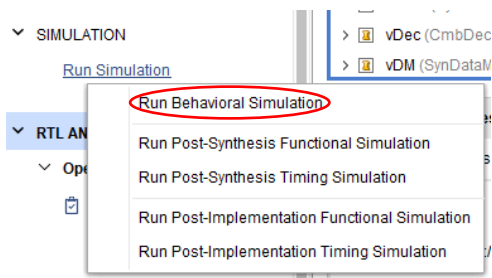 SIMULATION
vDec (CmbDec
Run Simulation
vDM (SynDataM
Run Behavioral Simulation
RTL AN
Run Post-Synthesis Functional Simulation
Ope
Run Post-Synthesis Timing Simulation
Run Post-Implementation Functional Simulation
Run Post-Implementation Timing Simulation